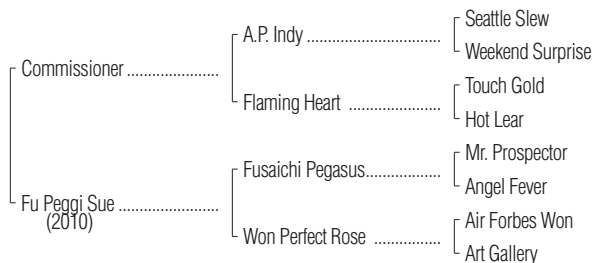 A.P. Indy ................................ Seattle Slew
Weekend Surprise
Commissioner ......................
Flaming Heart ...................... Touch Gold
Hot Lear
Fusaichi Pegasus.................. Mr. Prospector
Angel Fever
Fu Peggi Sue ........................
(2010)
Won Perfect Rose ................ Air Forbes Won
Art Gallery